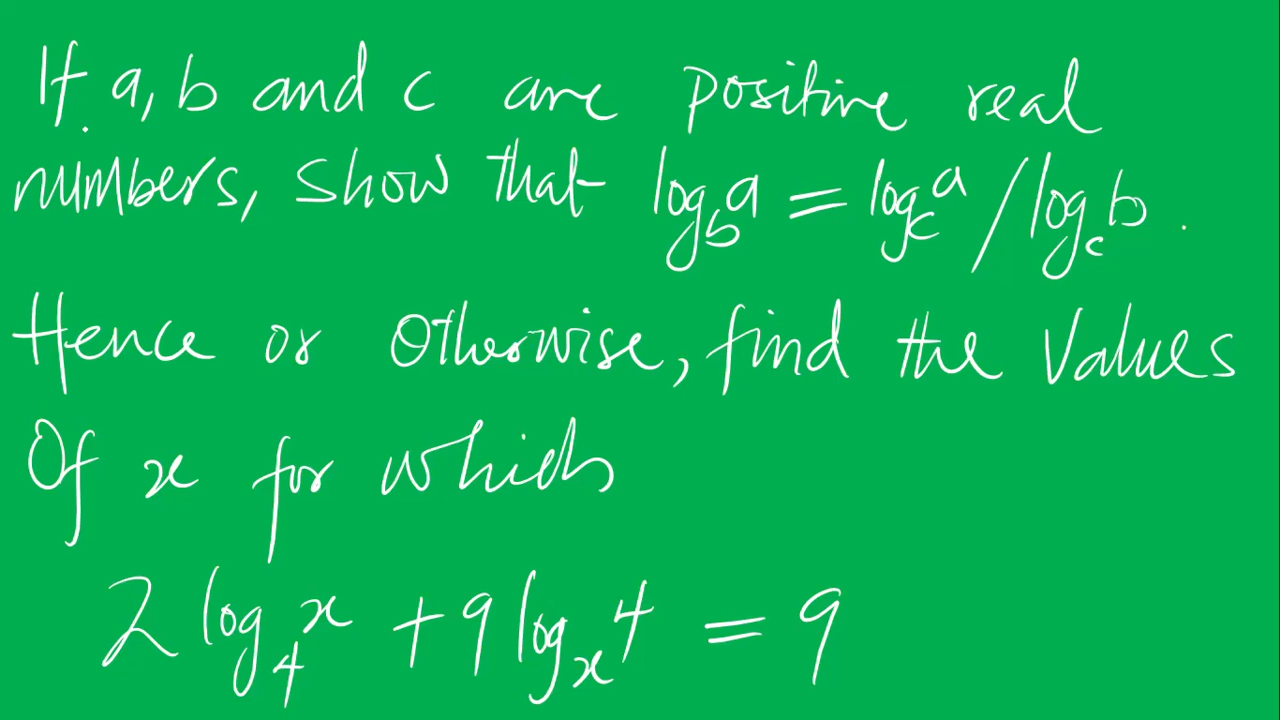 If a, b and c are positive real
numbers, show that log_b a = log_c a / log_c b.
Hence or otherwise, find the values
Of x for which
2 log_4 x + 9 log_x 4 = 9